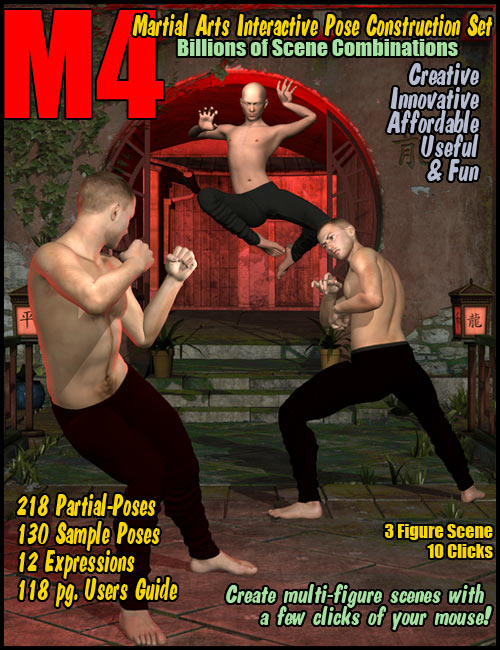 M4
Martial Arts Interactive Pose Construction Set
Billions of Scene Combinations
Creative
Innovative
Affordable
Useful
& Fun
平
龍
218 Partial-Poses
130 Sample Poses
12 Expressions
118 pg. Users Guide
3 Figure Scene
10 Clicks
Create multi-figure scenes with
a few clicks of your mouse!